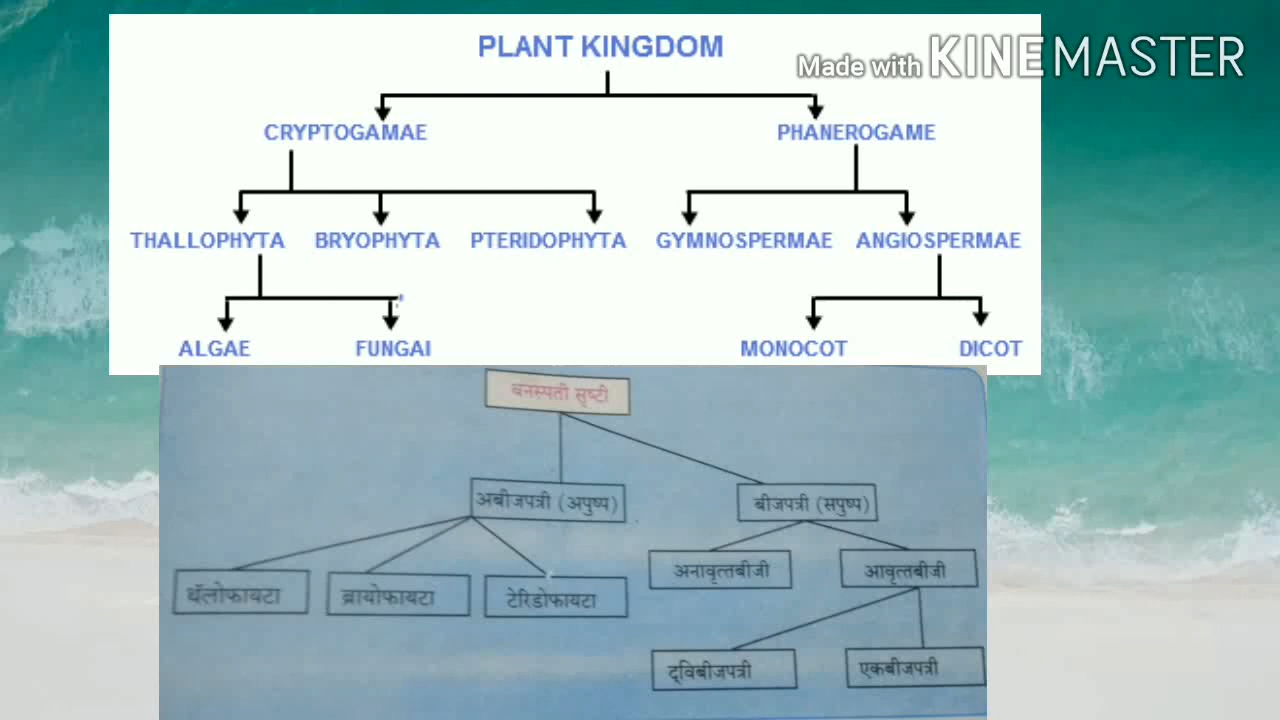 PLANT KINGDOM
Made with KINEMASTER
CRYPTOGAMAE PHANEROGAME
THALLOPHYTA BRYOPHYTA PTERIDOPHYTA GYMNOSPERMAE ANGIOSPERMAE
ALGAE FUNGAI MONOCOT DICOT
वनस्पती सृष्टी
अबीजपत्री (अपुष्प) बीजपत्री (सपुष्प)
अनावृत्तबीजी आवृत्तबीजी
थॅलोफायटा ब्रायोफायटा टेरिडोफायटा
द्विबीजपत्री एकबीजपत्री